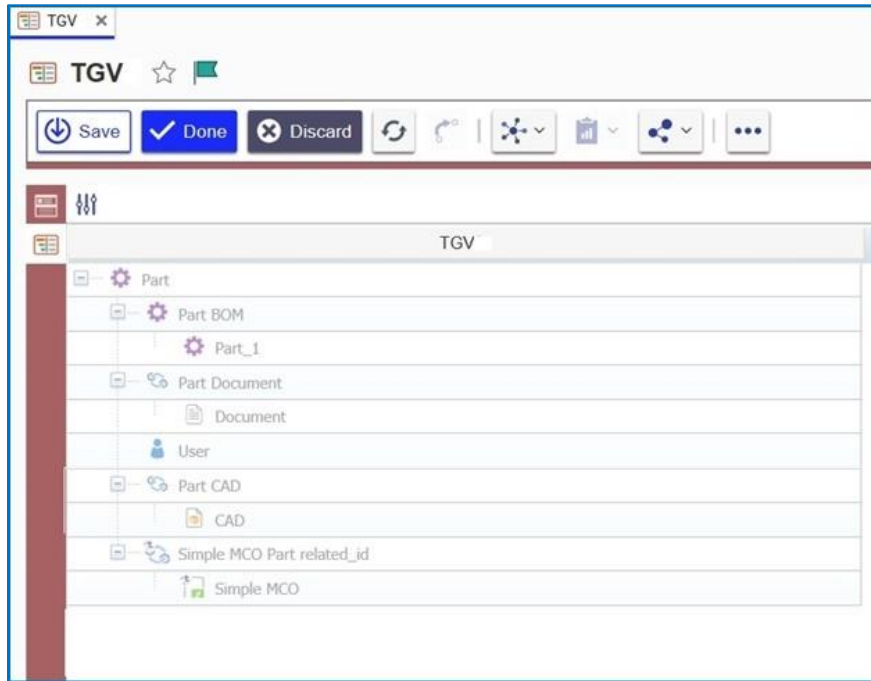 TGV ×
TGV
Save Done Discard
TGV
Part
Part BOM
Part_1
Part Document
Document
User
Part CAD
CAD
Simple MCO Part related_id
Simple MCO